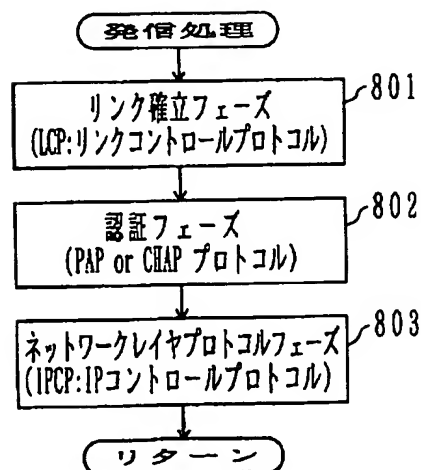 発信処理
リンク確立フェーズ
(LCP:リンクコントロールプロトコル)
801
認証フェーズ
(PAP or CHAP プロトコル)
802
ネットワークレイヤプロトコルフェーズ
(IPCP:IPコントロールプロトコル)
803
リターン